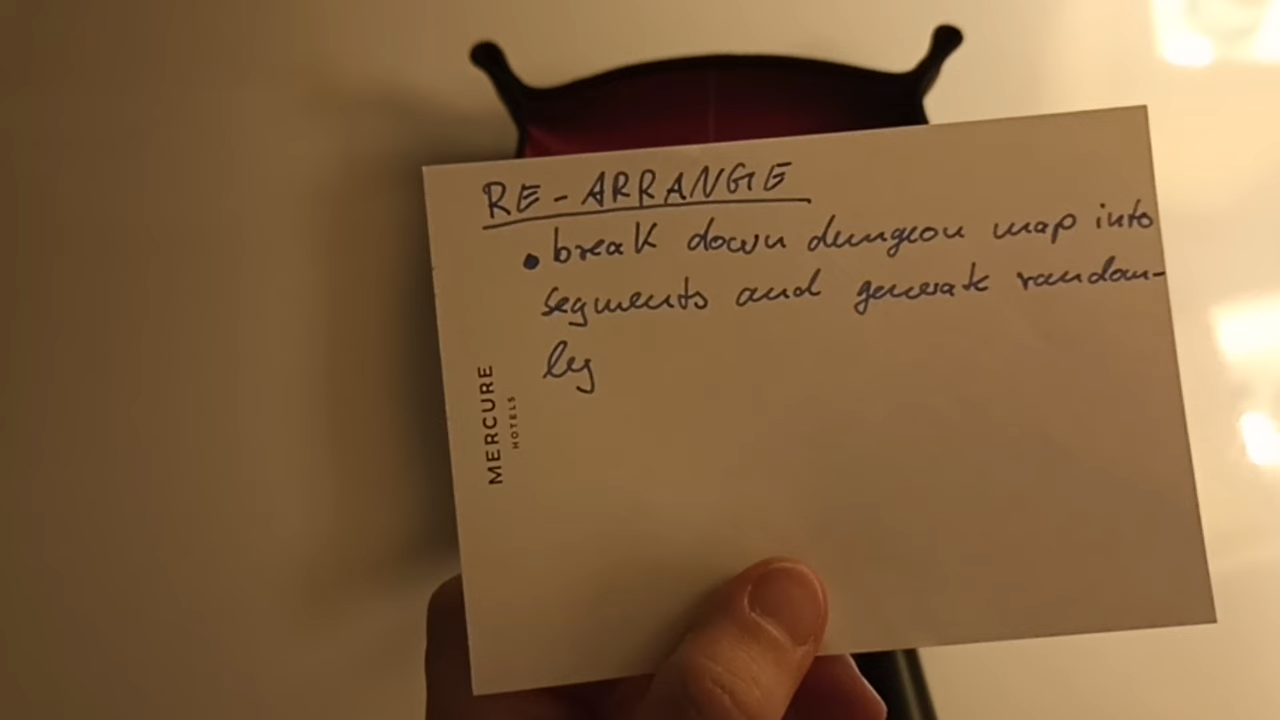 RE-ARRANGE
• break down dungeon map into
segments and generate random-
ly
MERCURE
HOTELS